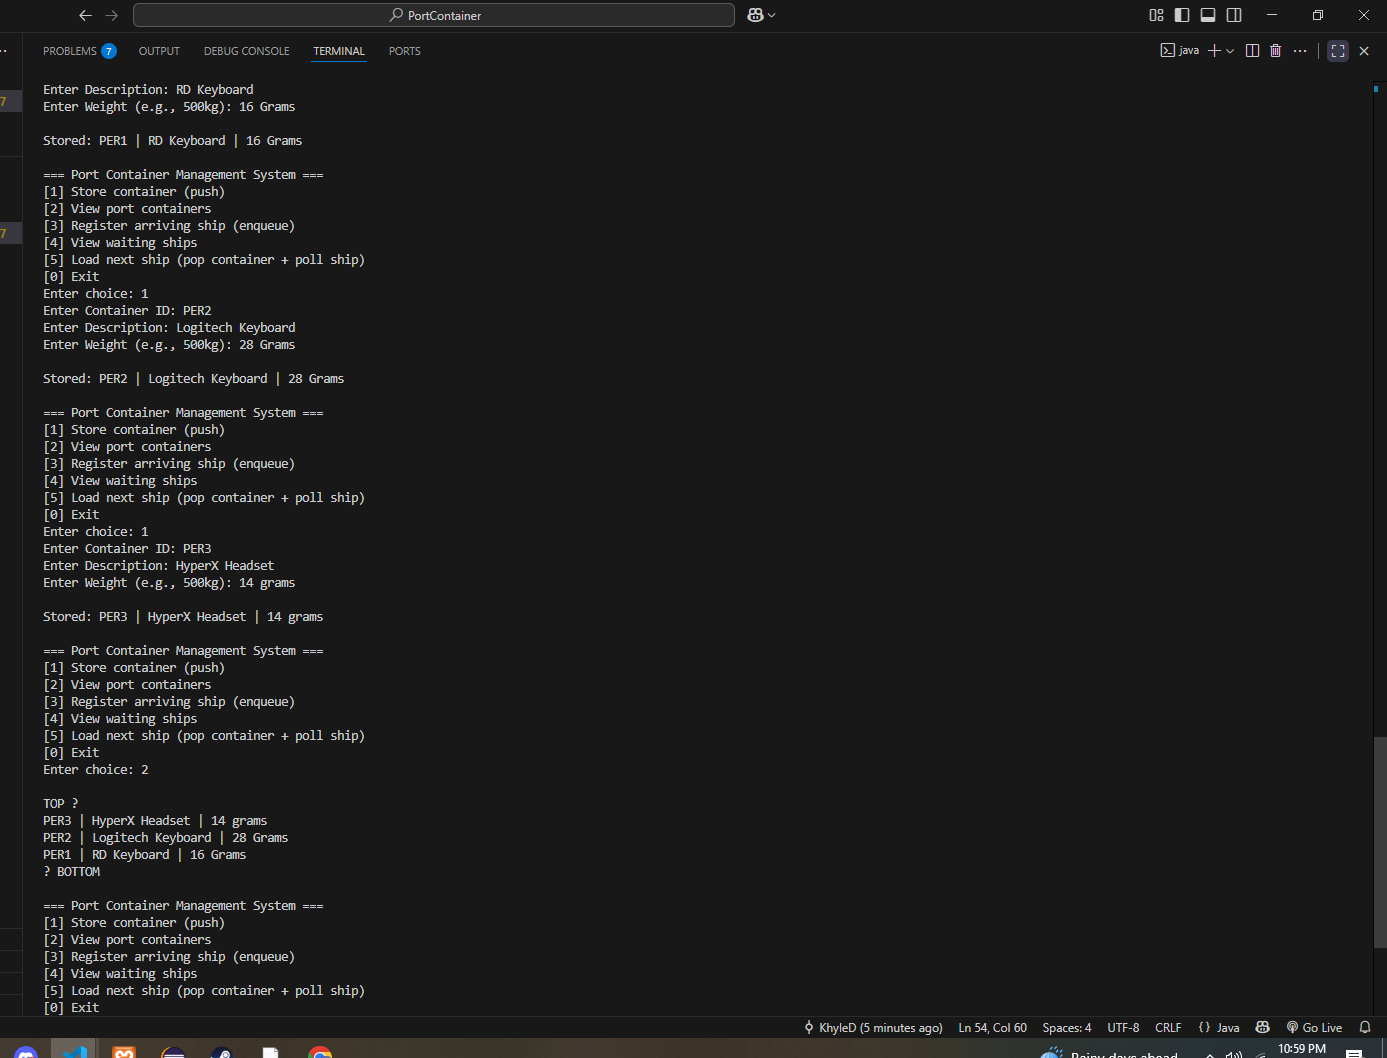 PortContainer
PROBLEMS 7 OUTPUT DEBUG CONSOLE TERMINAL PORTS java
7
7
Enter Description: RD Keyboard
Enter Weight (e.g., 500kg): 16 Grams
Stored: PER1 | RD Keyboard | 16 Grams
=== Port Container Management System ===
[1] Store container (push)
[2] View port containers
[3] Register arriving ship (enqueue)
[4] View waiting ships
[5] Load next ship (pop container + poll ship)
[0] Exit
Enter choice: 1
Enter Container ID: PER2
Enter Description: Logitech Keyboard
Enter Weight (e.g., 500kg): 28 Grams
Stored: PER2 | Logitech Keyboard | 28 Grams
=== Port Container Management System ===
[1] Store container (push)
[2] View port containers
[3] Register arriving ship (enqueue)
[4] View waiting ships
[5] Load next ship (pop container + poll ship)
[0] Exit
Enter choice: 1
Enter Container ID: PER3
Enter Description: HyperX Headset
Enter Weight (e.g., 500kg): 14 grams
Stored: PER3 | HyperX Headset | 14 grams
=== Port Container Management System ===
[1] Store container (push)
[2] View port containers
[3] Register arriving ship (enqueue)
[4] View waiting ships
[5] Load next ship (pop container + poll ship)
[0] Exit
Enter choice: 2
TOP ?
PER3 | HyperX Headset | 14 grams
PER2 | Logitech Keyboard | 28 Grams
PER1 | RD Keyboard | 16 Grams
? BOTTOM
=== Port Container Management System ===
[1] Store container (push)
[2] View port containers
[3] Register arriving ship (enqueue)
[4] View waiting ships
[5] Load next ship (pop container + poll ship)
[0] Exit
KhyleD (5 minutes ago) Ln 54, Col 60 Spaces: 4 UTF-8 CRLF {} Java Go Live
Rainy days ahead 10:59 PM